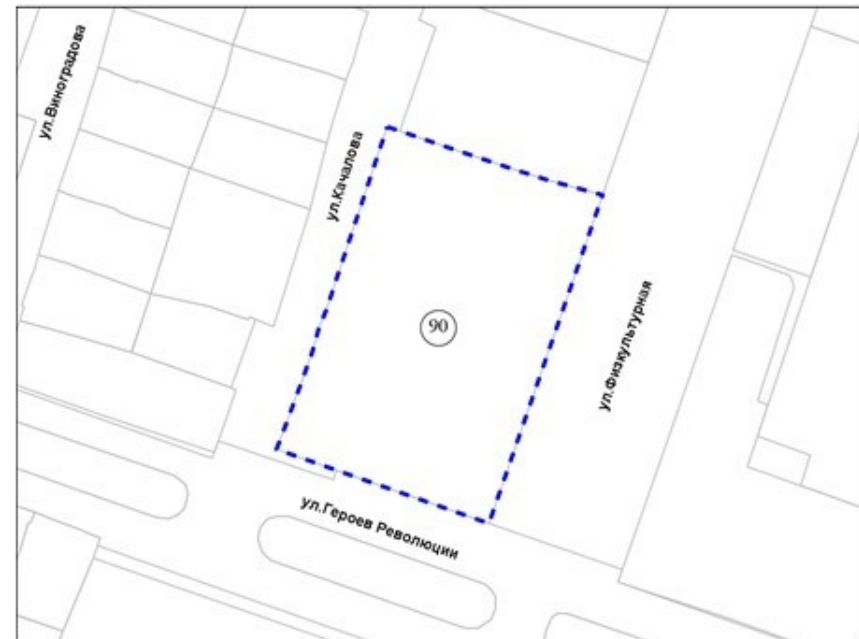 ул.Виноградова
ул.Качалова
90
ул.Физкультурная
ул.Героев Революции